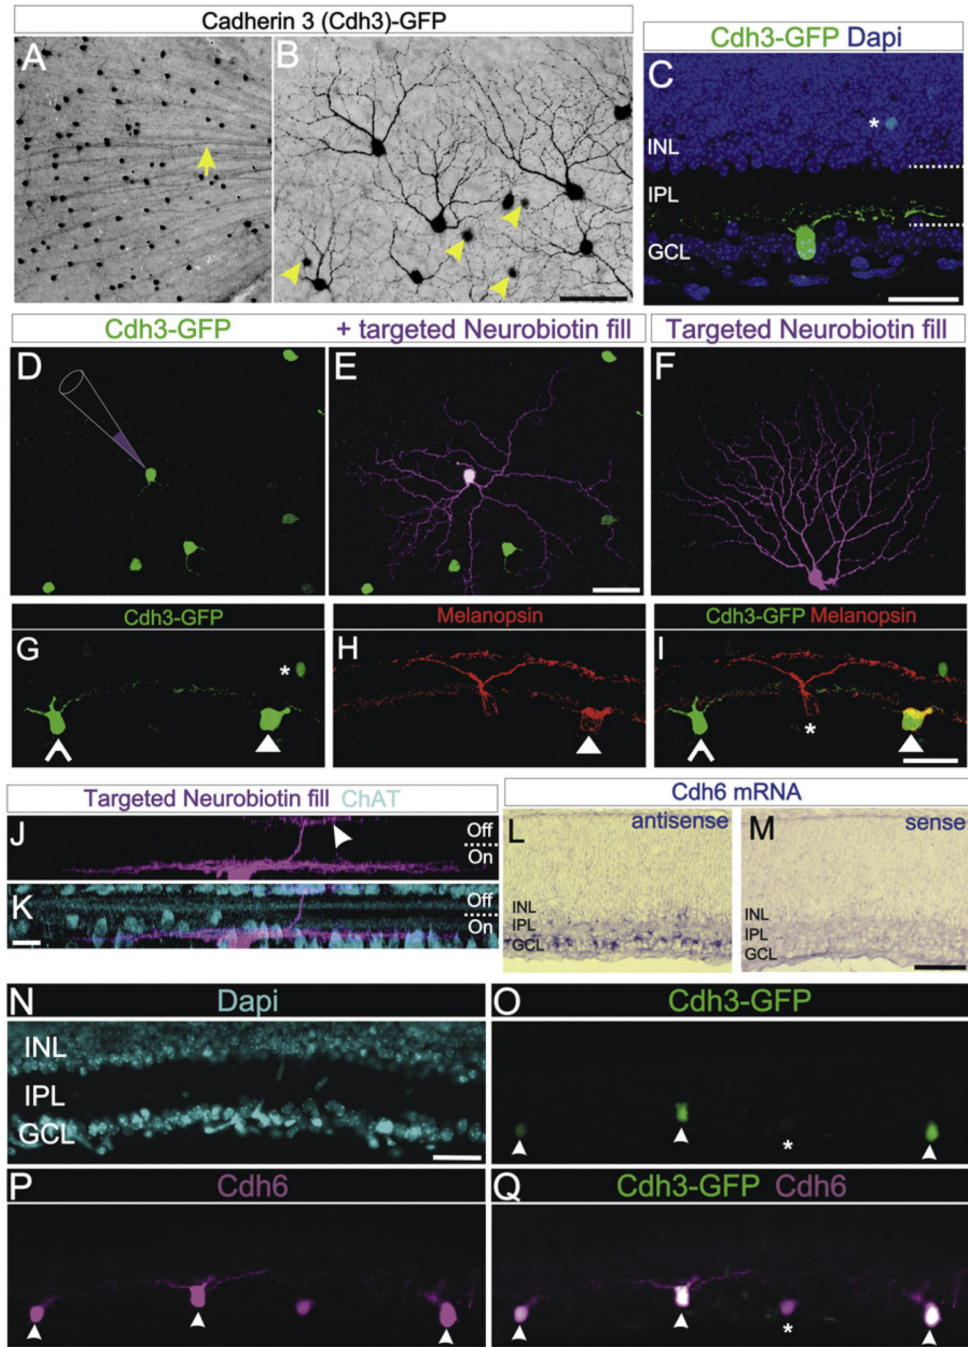 Cadherin 3 (Cdh3)-GFP
A
B
Cdh3-GFP Dapi
C
*
INL
IPL
GCL
Cdh3-GFP
+ targeted Neurobiotin fill
Targeted Neurobiotin fill
D
E
F
Cdh3-GFP
Melanopsin
Cdh3-GFP Melanopsin
G
*
H
I
*
Targeted Neurobiotin fill ChAT
J
Off
On
K
Off
On
Cdh6 mRNA
L
antisense
INL
IPL
GCL
M
sense
INL
IPL
GCL
N
Dapi
INL
IPL
GCL
O
Cdh3-GFP
*
P
Cdh6
Q
Cdh3-GFP Cdh6
*